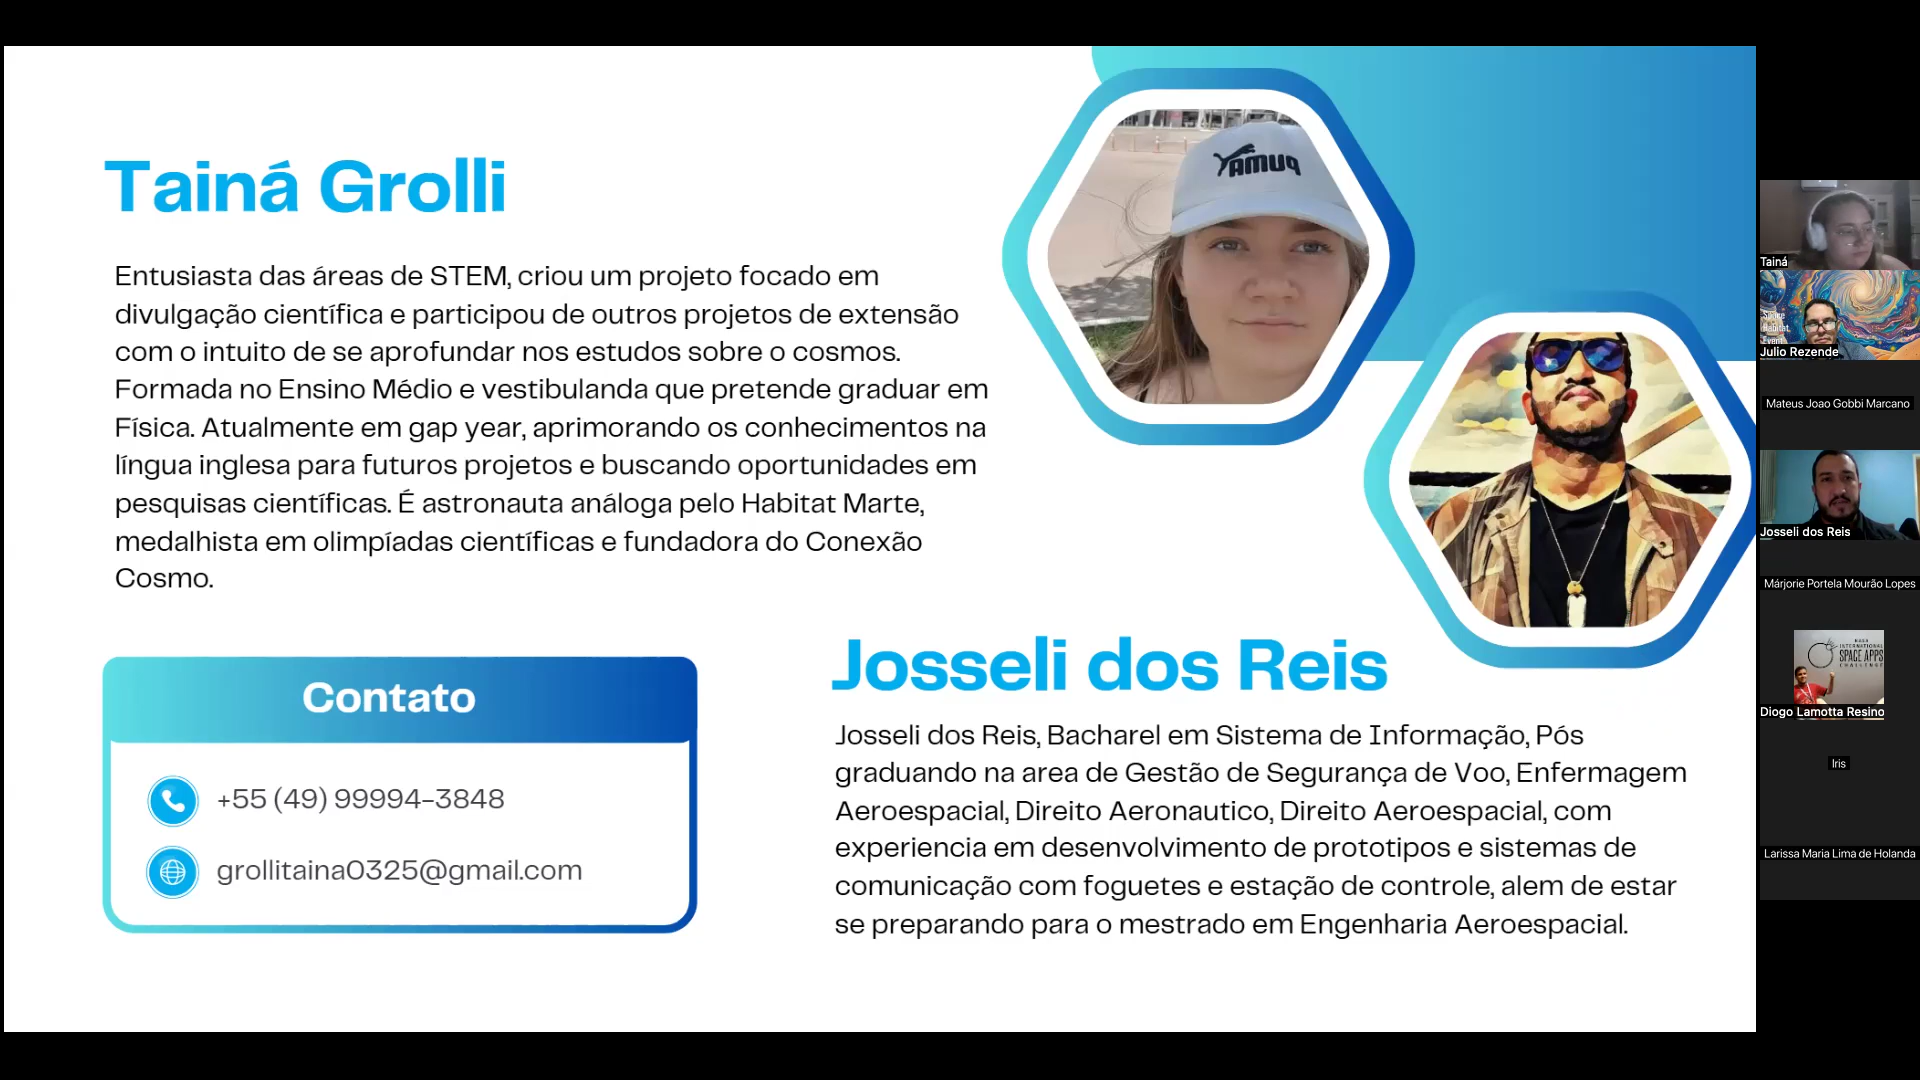 Tainá Grolli
Entusiasta das áreas de STEM, criou um projeto focado em
divulgação científica e participou de outros projetos de extensão
com o intuito de se aprofundar nos estudos sobre o cosmos.
Formada no Ensino Médio e vestibulanda que pretende graduar em
Física. Atualmente em gap year, aprimorando os conhecimentos na
língua inglesa para futuros projetos e buscando oportunidades em
pesquisas científicas. É astronauta análoga pelo Habitat Marte,
medalhista em olimpíadas científicas e fundadora do Conexão
Cosmo.
Contato
+55 (49) 99994-3848
grollitaina0325@gmail.com
PUMA
Josseli dos Reis
Josseli dos Reis, Bacharel em Sistema de Informação, Pós
graduando na area de Gestão de Segurança de Voo, Enfermagem
Aeroespacial, Direito Aeronautico, Direito Aeroespacial, com
experiencia em desenvolvimento de prototipos e sistemas de
comunicação com foguetes e estação de controle, alem de estar
se preparando para o mestrado em Engenharia Aeroespacial.
Tainá
Space
Habitat
Event
Julio Rezende
Mateus Joao Gobbi Marcano
Josseli dos Reis
Márjorie Portela Mourão Lopes
NASA
INTERNATIONAL
SPACE APPS
CHALLENGE
Diogo Lamotta Resino
Iris
Larissa Maria Lima de Holanda